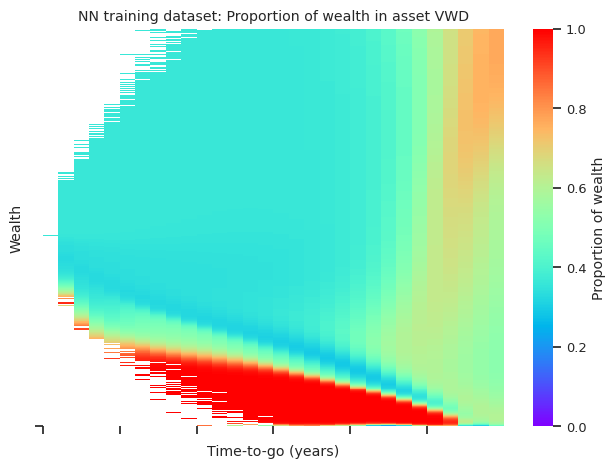 NN training dataset: Proportion of wealth in asset VWD
Wealth
Time-to-go (years)
1.0
0.8
0.6
0.4
0.2
0.0
Proportion of wealth